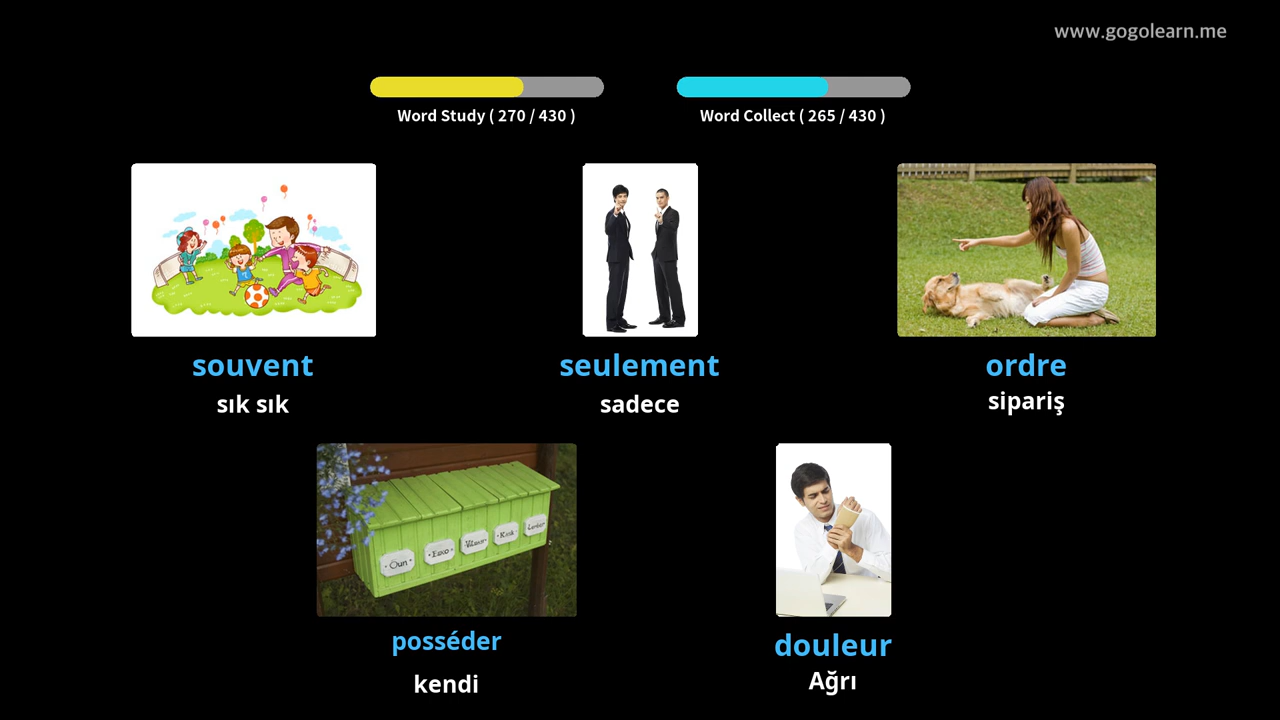 www.gogolearn.me
Word Study ( 270 / 430 )
Word Collect ( 265 / 430 )
souvent
seulement
ordre
sık sık
sadece
sipariş
posséder
douleur
kendi
Ağrı